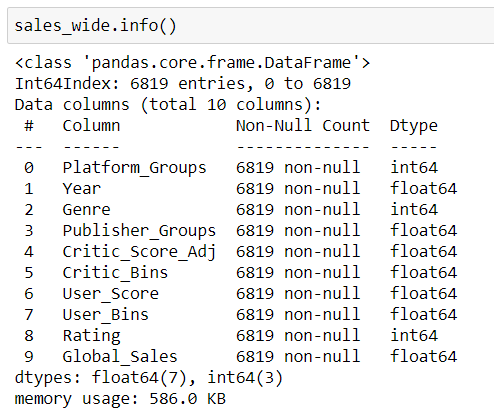 sales_wide.info()
<class 'pandas.core.frame.DataFrame'>
Int64Index: 6819 entries, 0 to 6819
Data columns (total 10 columns):
 #   Column            Non-Null Count  Dtype
---  ------            --------------  -----
 0   Platform_Groups   6819 non-null   int64
 1   Year              6819 non-null   float64
 2   Genre             6819 non-null   int64
 3   Publisher_Groups  6819 non-null   float64
 4   Critic_Score_Adj  6819 non-null   float64
 5   Critic_Bins       6819 non-null   float64
 6   User_Score        6819 non-null   float64
 7   User_Bins         6819 non-null   float64
 8   Rating            6819 non-null   int64
 9   Global_Sales      6819 non-null   float64
dtypes: float64(7), int64(3)
memory usage: 586.0 KB